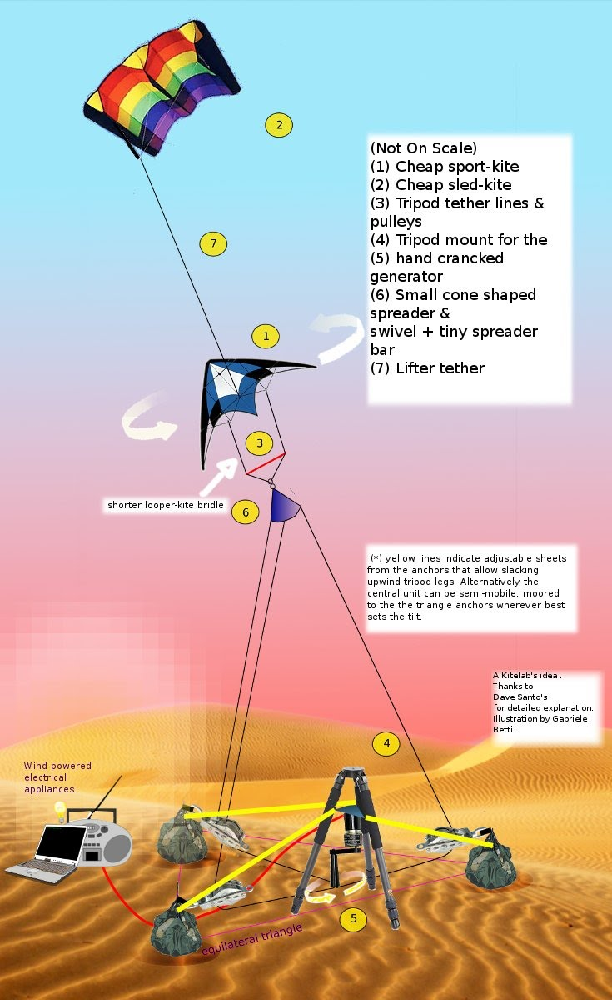 2
(Not On Scale)
(1) Cheap sport-kite
(2) Cheap sled-kite
(3) Tripod tether lines &
pulleys
(4) Tripod mount for the
(5) hand crancked
generator
(6) Small cone shaped
spreader &
swivel + tiny spreader
bar
(7) Lifter tether
7
1
3
shorter looper-kite bridle
6
(*) yellow lines indicate adjustable sheets
from the anchors that allow slacking
upwind tripod legs. Alternatively the
central unit can be semi-mobile; moored
to the the triangle anchors wherever best
sets the tilt.
A Kitelab's idea .
Thanks to
Dave Santo's
for detailed explanation.
Illustration by Gabriele
Betti.
4
Wind powered
electrical
appliances.
5
equilateral triangle